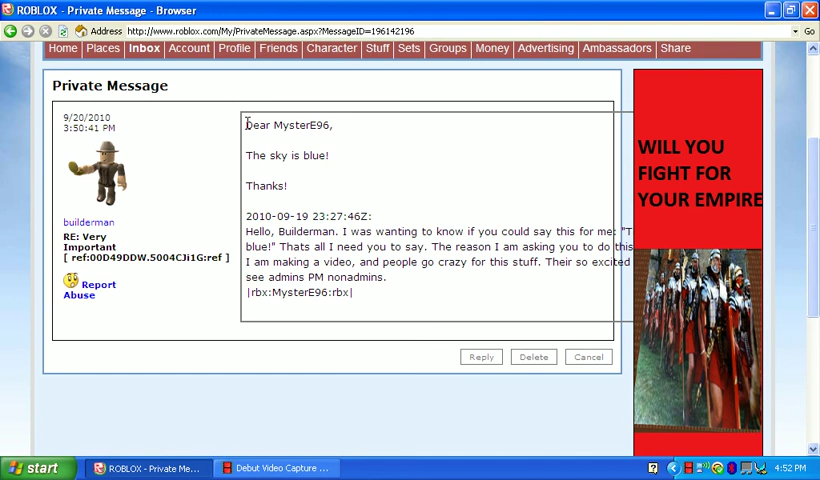 ROBLOX - Private Message - Browser
Address http://www.roblox.com/My/PrivateMessage.aspx?MessageID=196142196 Go
Home Places Inbox Account Profile Friends Character Stuff Sets Groups Money Advertising Ambassadors Share
Private Message
9/20/2010
3:50:41 PM
builderman
RE: Very
Important
[ ref:00D49DDW.5004CJi1G:ref ]
Report
Abuse
Dear MysterE96,
The sky is blue!
Thanks!
2010-09-19 23:27:46Z:
Hello, Builderman. I was wanting to know if you could say this for me: "T
blue!" Thats all I need you to say. The reason I am asking you to do this
I am making a video, and people go crazy for this stuff. Their so excited
see admins PM nonadmins.
|rbx:MysterE96:rbx|
Reply Delete Cancel
WILL YOU
FIGHT FOR
YOUR EMPIRE
start
ROBLOX - Private Me...
Debut Video Capture ...
4:52 PM